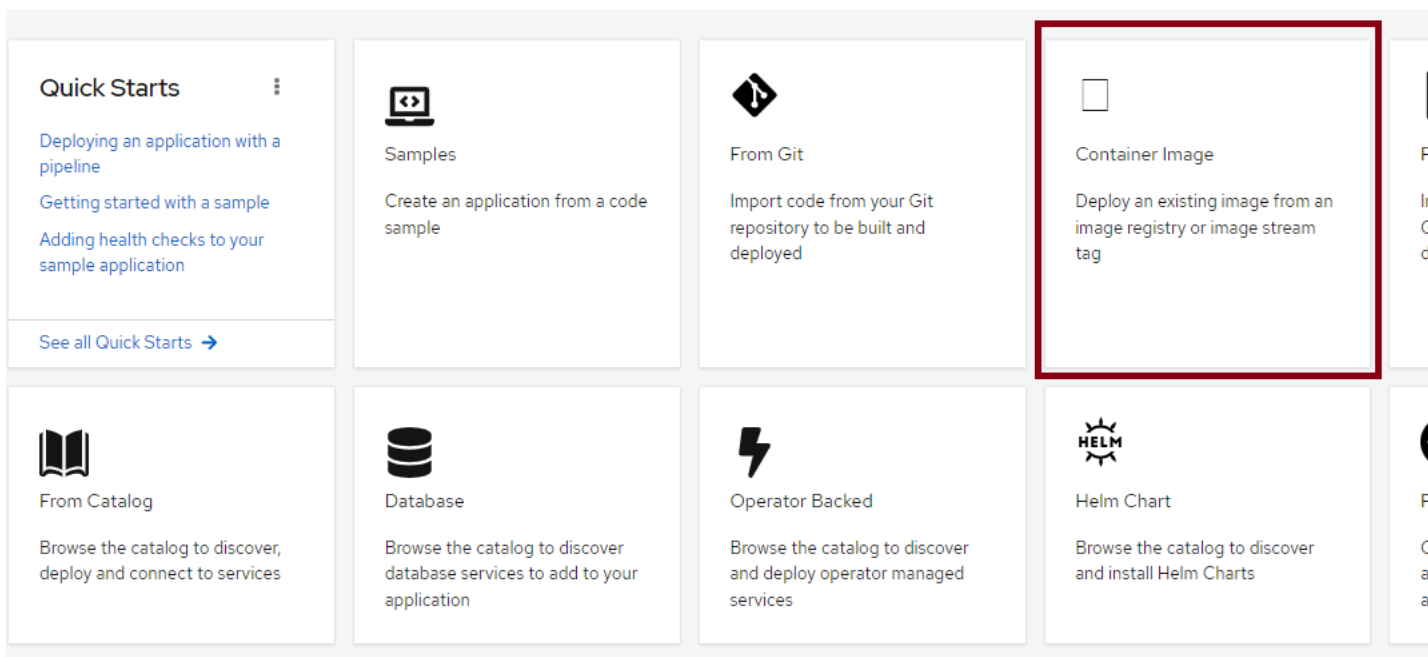 Quick Starts
Deploying an application with a
pipeline
Getting started with a sample
Adding health checks to your
sample application
See all Quick Starts
Samples
Create an application from a code
sample
From Git
Import code from your Git
repository to be built and
deployed
Container Image
Deploy an existing image from an
image registry or image stream
tag
From Catalog
Browse the catalog to discover,
deploy and connect to services
Database
Browse the catalog to discover
database services to add to your
application
Operator Backed
Browse the catalog to discover
and deploy operator managed
services
HELM
Helm Chart
Browse the catalog to discover
and install Helm Charts